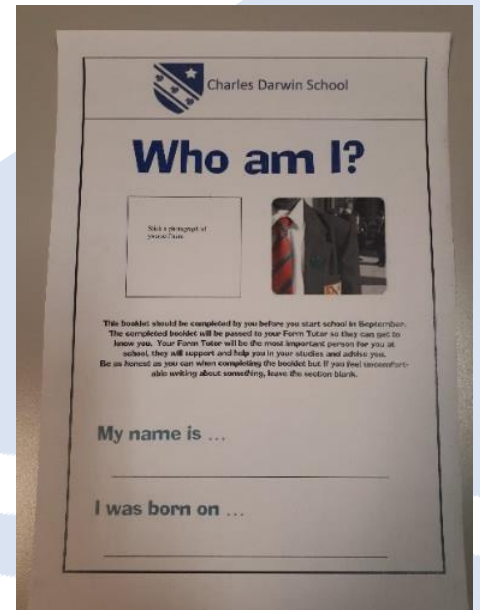 Charles Darwin School
Who am I?
Stick a photograph of
yourself here
This booklet should be completed by you before you start school in September.
The completed booklet will be passed to your Form Tutor so they can get to
know you. Your Form Tutor will be the most important person for you at
school, they will support and help you in your studies and advise you.
Be as honest as you can when completing the booklet but if you feel uncomfort-
able writing about something, leave the section blank.
My name is ...
I was born on ...